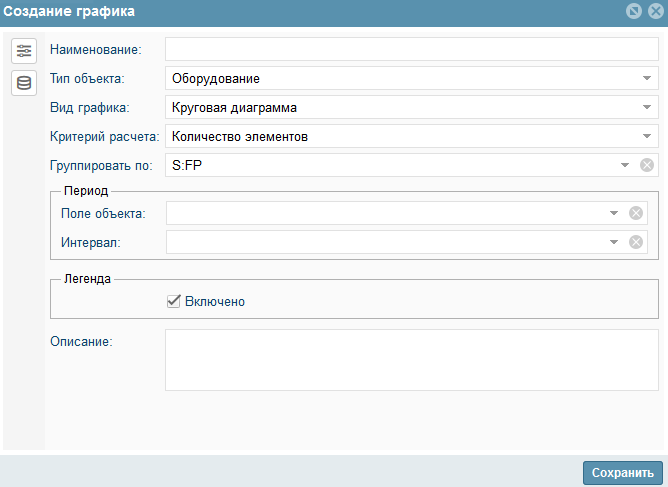 Создание графика
Наименование:
Тип объекта: Оборудование
Вид графика: Круговая диаграмма
Критерий расчета: Количество элементов
Группировать по: S:FP
Период
Поле объекта:
Интервал:
Легенда
Включено
Описание:
Сохранить